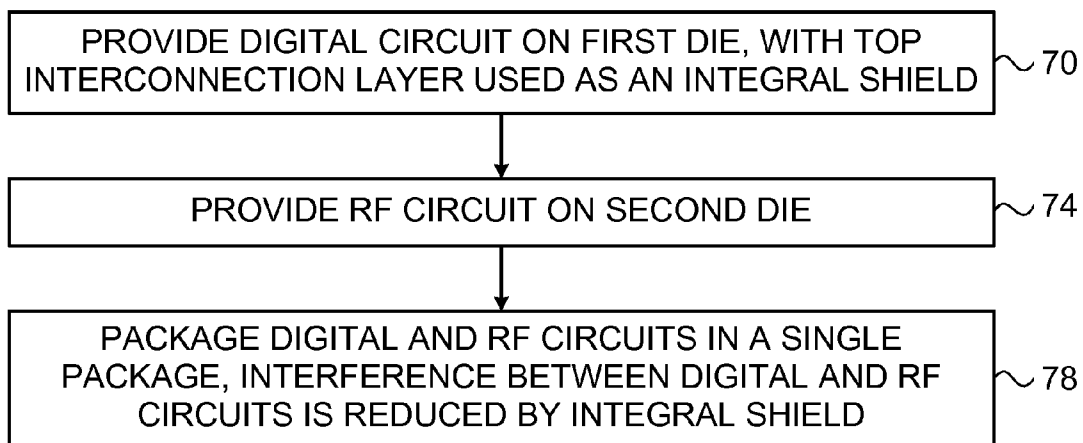 PROVIDE DIGITAL CIRCUIT ON FIRST DIE, WITH TOP
INTERCONNECTION LAYER USED AS AN INTEGRAL SHIELD
70
PROVIDE RF CIRCUIT ON SECOND DIE
74
PACKAGE DIGITAL AND RF CIRCUITS IN A SINGLE
PACKAGE, INTERFERENCE BETWEEN DIGITAL AND RF
CIRCUITS IS REDUCED BY INTEGRAL SHIELD
78